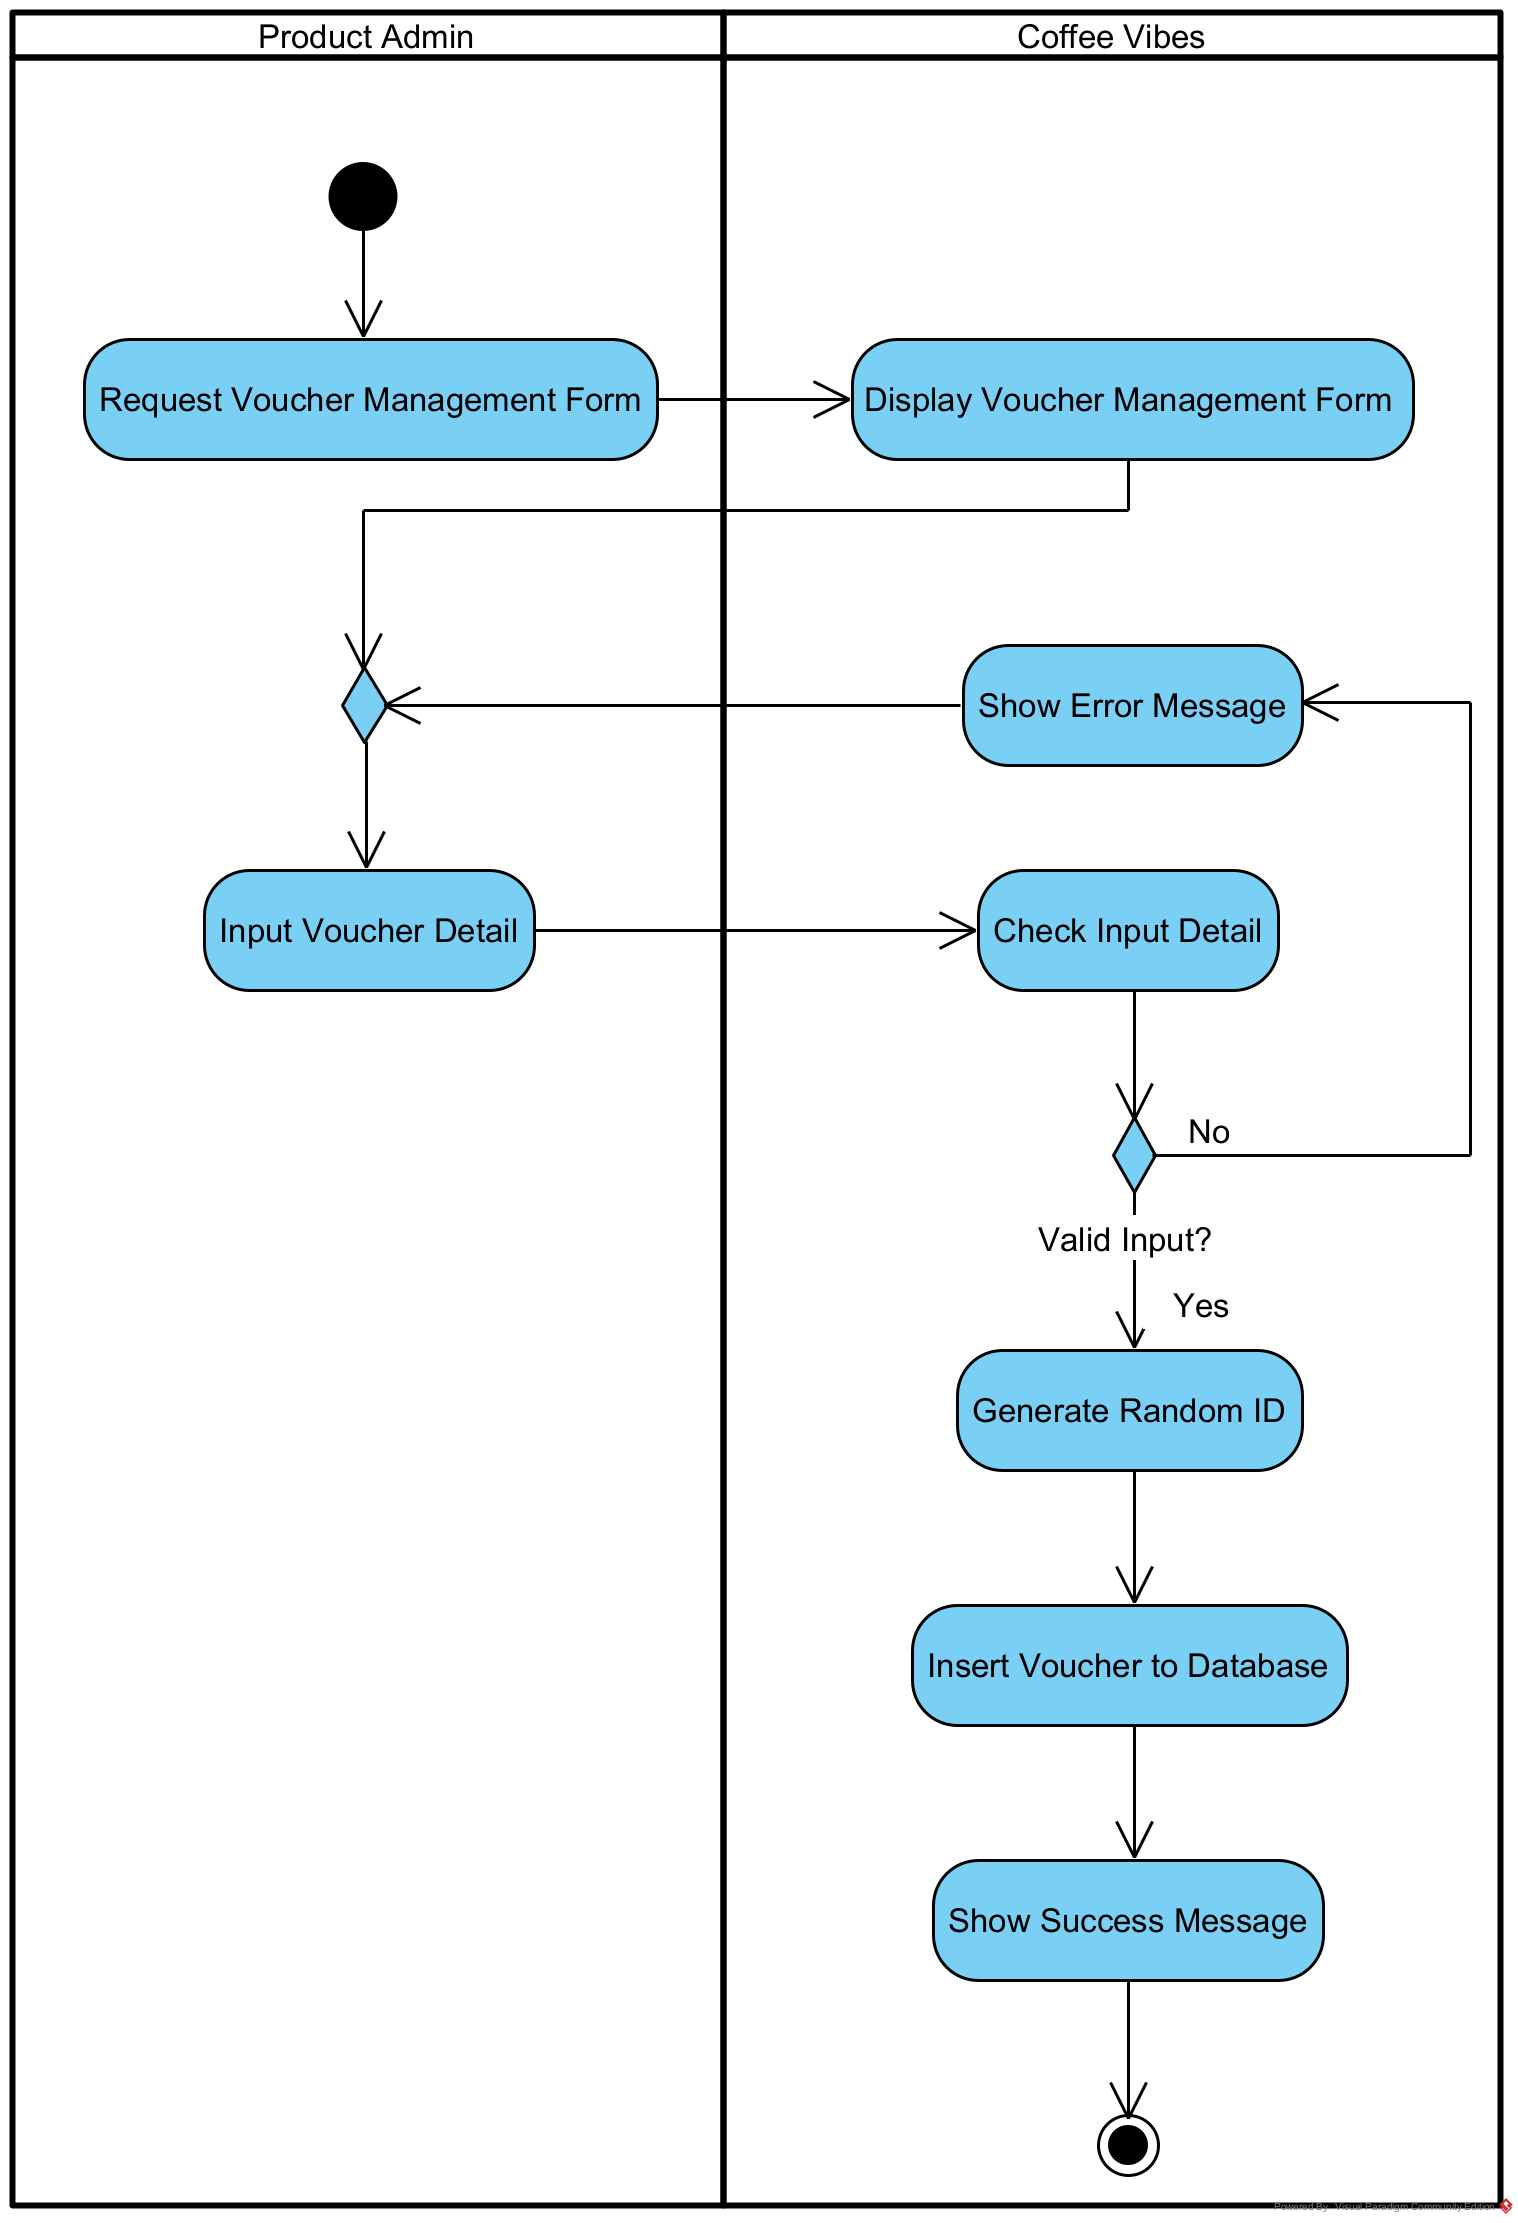 Product Admin
Coffee Vibes
Request Voucher Management Form
Display Voucher Management Form
Show Error Message
Input Voucher Detail
Check Input Detail
No
Valid Input?
Yes
Generate Random ID
Insert Voucher to Database
Show Success Message
Powered By: Visual Paradigm Community Edition